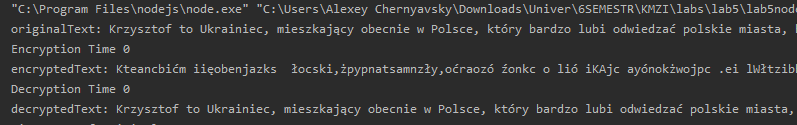 "C:\Program Files\nodejs\node.exe" "C:\Users\Alexey Chernyavsky\Downloads\Univer\6SEMESTR\KMZI\labs\lab5\lab5node
originalText: Krzysztof to Ukrainiec, mieszkający obecnie w Polsce, który bardzo lubi odwiedzać polskie miasta,
Encryption Time 0
encryptedText: Kteancbićm iięobenjazks  łocski,żpypnatsamnzły,oćraozó źonkc o lió iKAjc ayónokżwojpc .ei lWłtzibl
Decryption Time 0
decryptedText: Krzysztof to Ukrainiec, mieszkający obecnie w Polsce, który bardzo lubi odwiedzać polskie miasta,